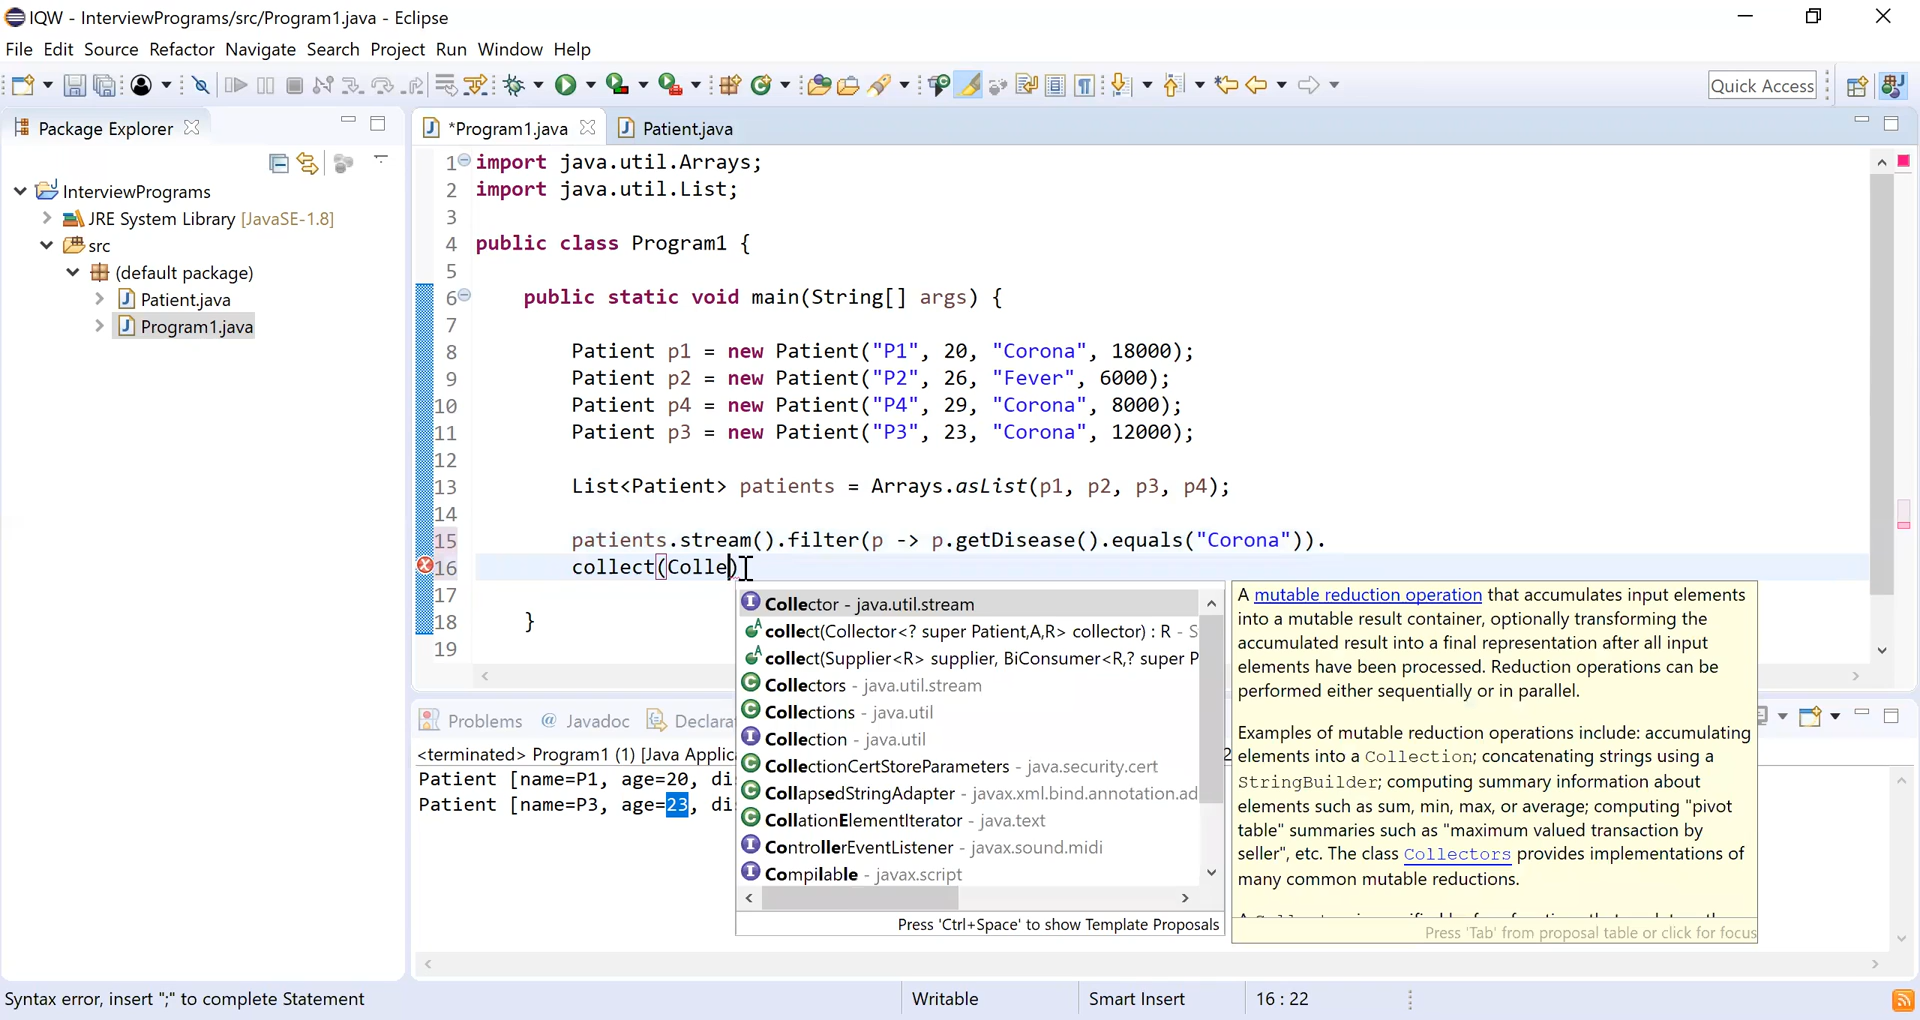 IQW - InterviewPrograms/src/Program1.java - Eclipse
File Edit Source Refactor Navigate Search Project Run Window Help
Quick Access
Package Explorer
*Program1.java
Patient.java
InterviewPrograms
JRE System Library [JavaSE-1.8]
src
(default package)
Patient.java
Program1.java
1 import java.util.Arrays;
2 import java.util.List;
3
4 public class Program1 {
5
6 public static void main(String[] args) {
7
8 Patient p1 = new Patient("P1", 20, "Corona", 18000);
9 Patient p2 = new Patient("P2", 26, "Fever", 6000);
10 Patient p4 = new Patient("P4", 29, "Corona", 8000);
11 Patient p3 = new Patient("P3", 23, "Corona", 12000);
12
13 List<Patient> patients = Arrays.asList(p1, p2, p3, p4);
14
15 patients.stream().filter(p -> p.getDisease().equals("Corona")).
16 collect(Colle)
17
18 }
19
Collector - java.util.stream
collect(Collector<? super Patient,A,R> collector) : R - S
collect(Supplier<R> supplier, BiConsumer<R,? super P
Collectors - java.util.stream
Collections - java.util
Collection - java.util
CollectionCertStoreParameters - java.security.cert
CollapsedStringAdapter - javax.xml.bind.annotation.ad
CollationElementIterator - java.text
ControllerEventListener - javax.sound.midi
Compilable - javax.script
Press 'Ctrl+Space' to show Template Proposals
A mutable reduction operation that accumulates input elements
into a mutable result container, optionally transforming the
accumulated result into a final representation after all input
elements have been processed. Reduction operations can be
performed either sequentially or in parallel.
Examples of mutable reduction operations include: accumulating
elements into a Collection; concatenating strings using a
StringBuilder; computing summary information about
elements such as sum, min, max, or average; computing "pivot
table" summaries such as "maximum valued transaction by
seller", etc. The class Collectors provides implementations of
many common mutable reductions.
Press 'Tab' from proposal table or click for focus
Problems @ Javadoc Declara
<terminated> Program1 (1) [Java Applic
Patient [name=P1, age=20, di
Patient [name=P3, age=23, di
Syntax error, insert ";" to complete Statement
Writable
Smart Insert
16 : 22